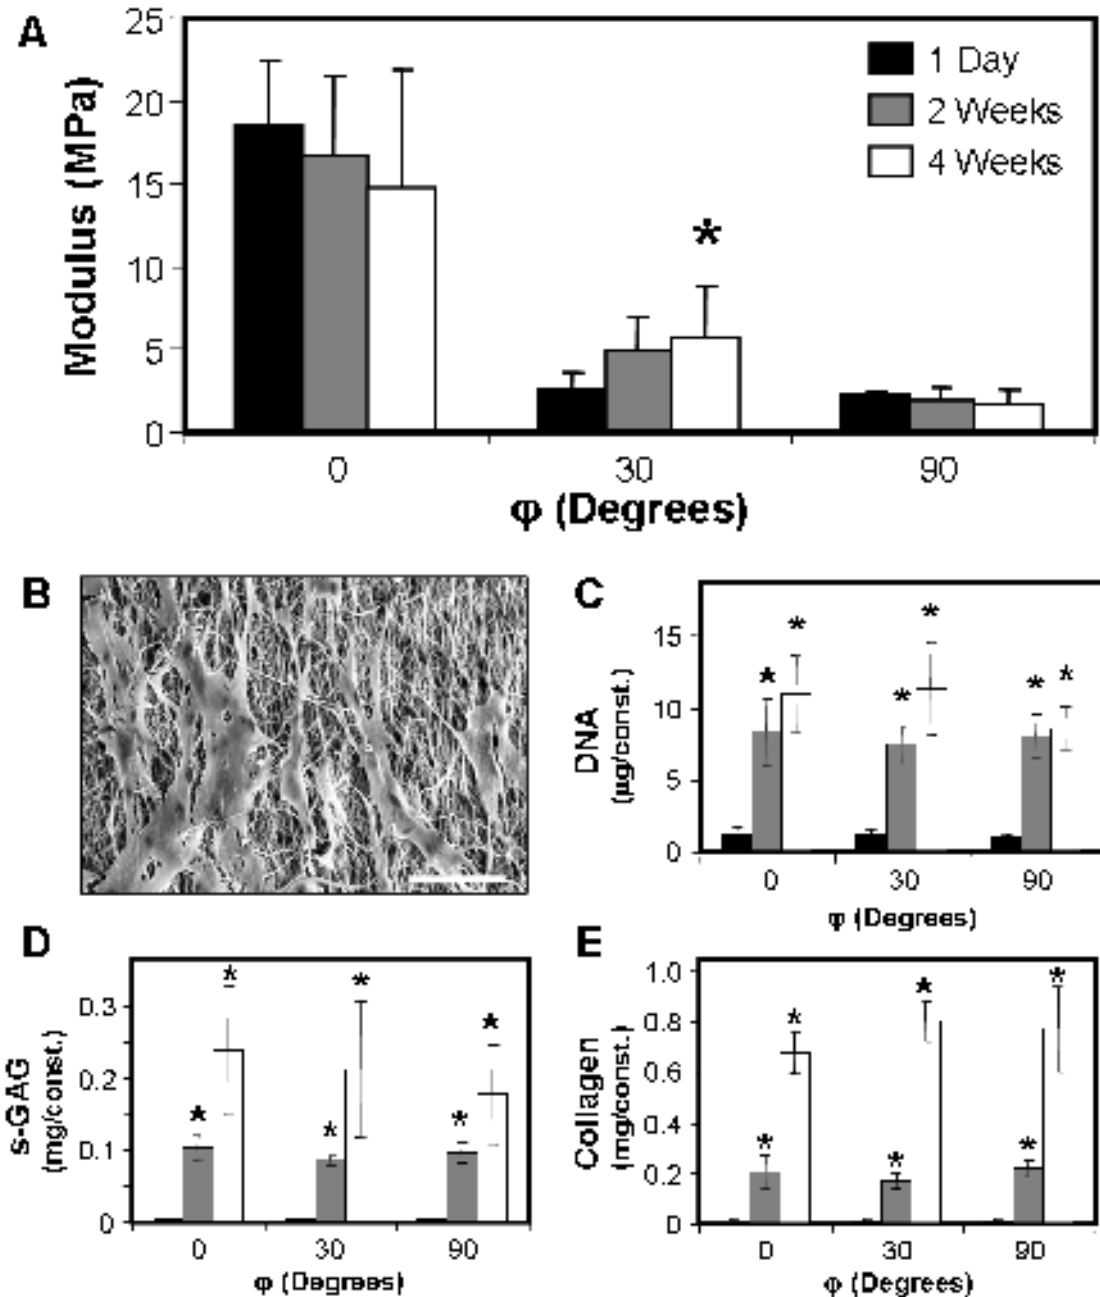 A
25
20
15
10
5
0
Modulus (MPa)
1 Day
2 Weeks
4 Weeks
*
0 30 90
φ (Degrees)
B
C
15
10
5
0
DNA
(µg/const.)
* * * * * *
0 30 90
φ (Degrees)
D
0.3
0.2
0.1
0
s-GAG
(mg/const.)
* * * * * *
0 30 90
φ (Degrees)
E
1.0
0.8
0.6
0.4
0.2
0
Collagen
(mg/const.)
* * * * * *
0 30 90
φ (Degrees)